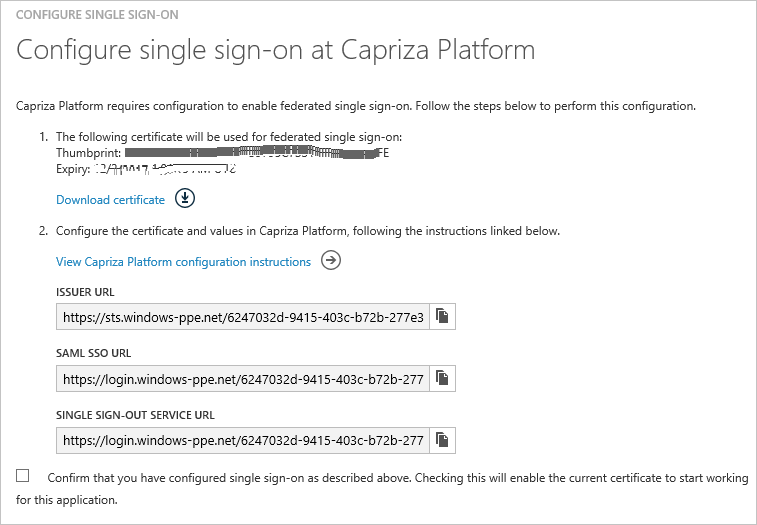 CONFIGURE SINGLE SIGN-ON
Configure single sign-on at Capriza Platform
Capriza Platform requires configuration to enable federated single sign-on. Follow the steps below to perform this configuration.
1. The following certificate will be used for federated single sign-on:
Thumbprint: FE
Expiry:
Download certificate
2. Configure the certificate and values in Capriza Platform, following the instructions linked below.
View Capriza Platform configuration instructions
ISSUER URL
https://sts.windows-ppe.net/6247032d-9415-403c-b72b-277e3
SAML SSO URL
https://login.windows-ppe.net/6247032d-9415-403c-b72b-277
SINGLE SIGN-OUT SERVICE URL
https://login.windows-ppe.net/6247032d-9415-403c-b72b-277
Confirm that you have configured single sign-on as described above. Checking this will enable the current certificate to start working
for this application.